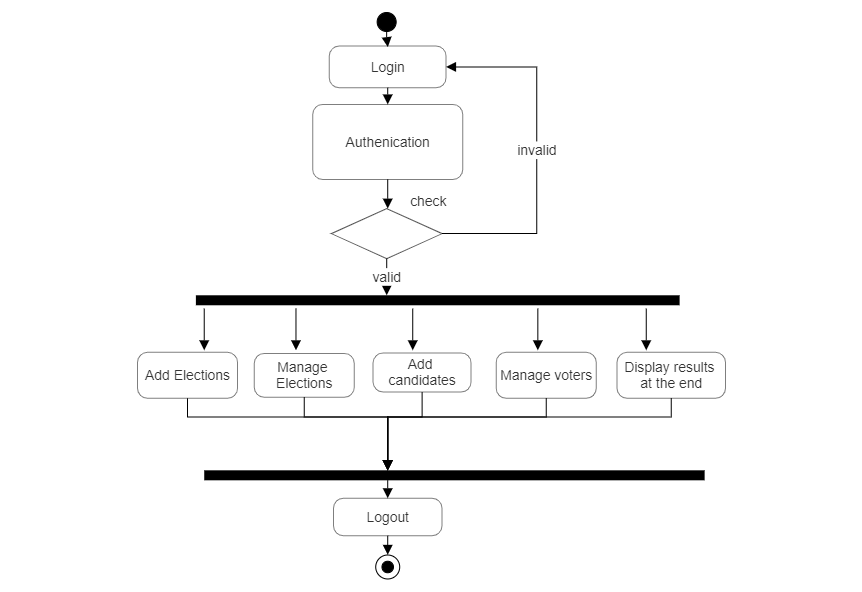 Login
Authenication
invalid
check
valid
Add Elections
Manage
Elections
Add
candidates
Manage voters
Display results
at the end
Logout